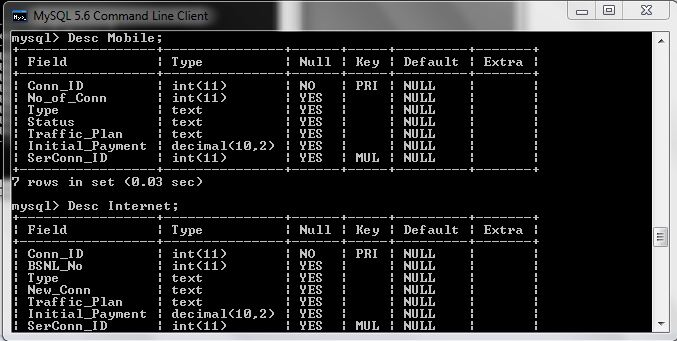 MySQL 5.6 Command Line Client
mysql> Desc Mobile;
+-----------------+---------------+------+-----+---------+-------+
| Field           | Type          | Null | Key | Default | Extra |
+-----------------+---------------+------+-----+---------+-------+
| Conn_ID         | int(11)       | NO   | PRI | NULL    |       |
| No_of_Conn      | int(11)       | YES  |     | NULL    |       |
| Type            | text          | YES  |     | NULL    |       |
| Status          | text          | YES  |     | NULL    |       |
| Traffic_Plan    | text          | YES  |     | NULL    |       |
| Initial_Payment | decimal(10,2) | YES  |     | NULL    |       |
| SerConn_ID      | int(11)       | YES  | MUL | NULL    |       |
+-----------------+---------------+------+-----+---------+-------+
7 rows in set (0.03 sec)
mysql> Desc Internet;
+-----------------+---------------+------+-----+---------+-------+
| Field           | Type          | Null | Key | Default | Extra |
+-----------------+---------------+------+-----+---------+-------+
| Conn_ID         | int(11)       | NO   | PRI | NULL    |       |
| BSNL_No         | int(11)       | YES  |     | NULL    |       |
| Type            | text          | YES  |     | NULL    |       |
| New_Conn        | text          | YES  |     | NULL    |       |
| Traffic_Plan    | text          | YES  |     | NULL    |       |
| Initial_Payment | decimal(10,2) | YES  |     | NULL    |       |
| SerConn_ID      | int(11)       | YES  | MUL | NULL    |       |